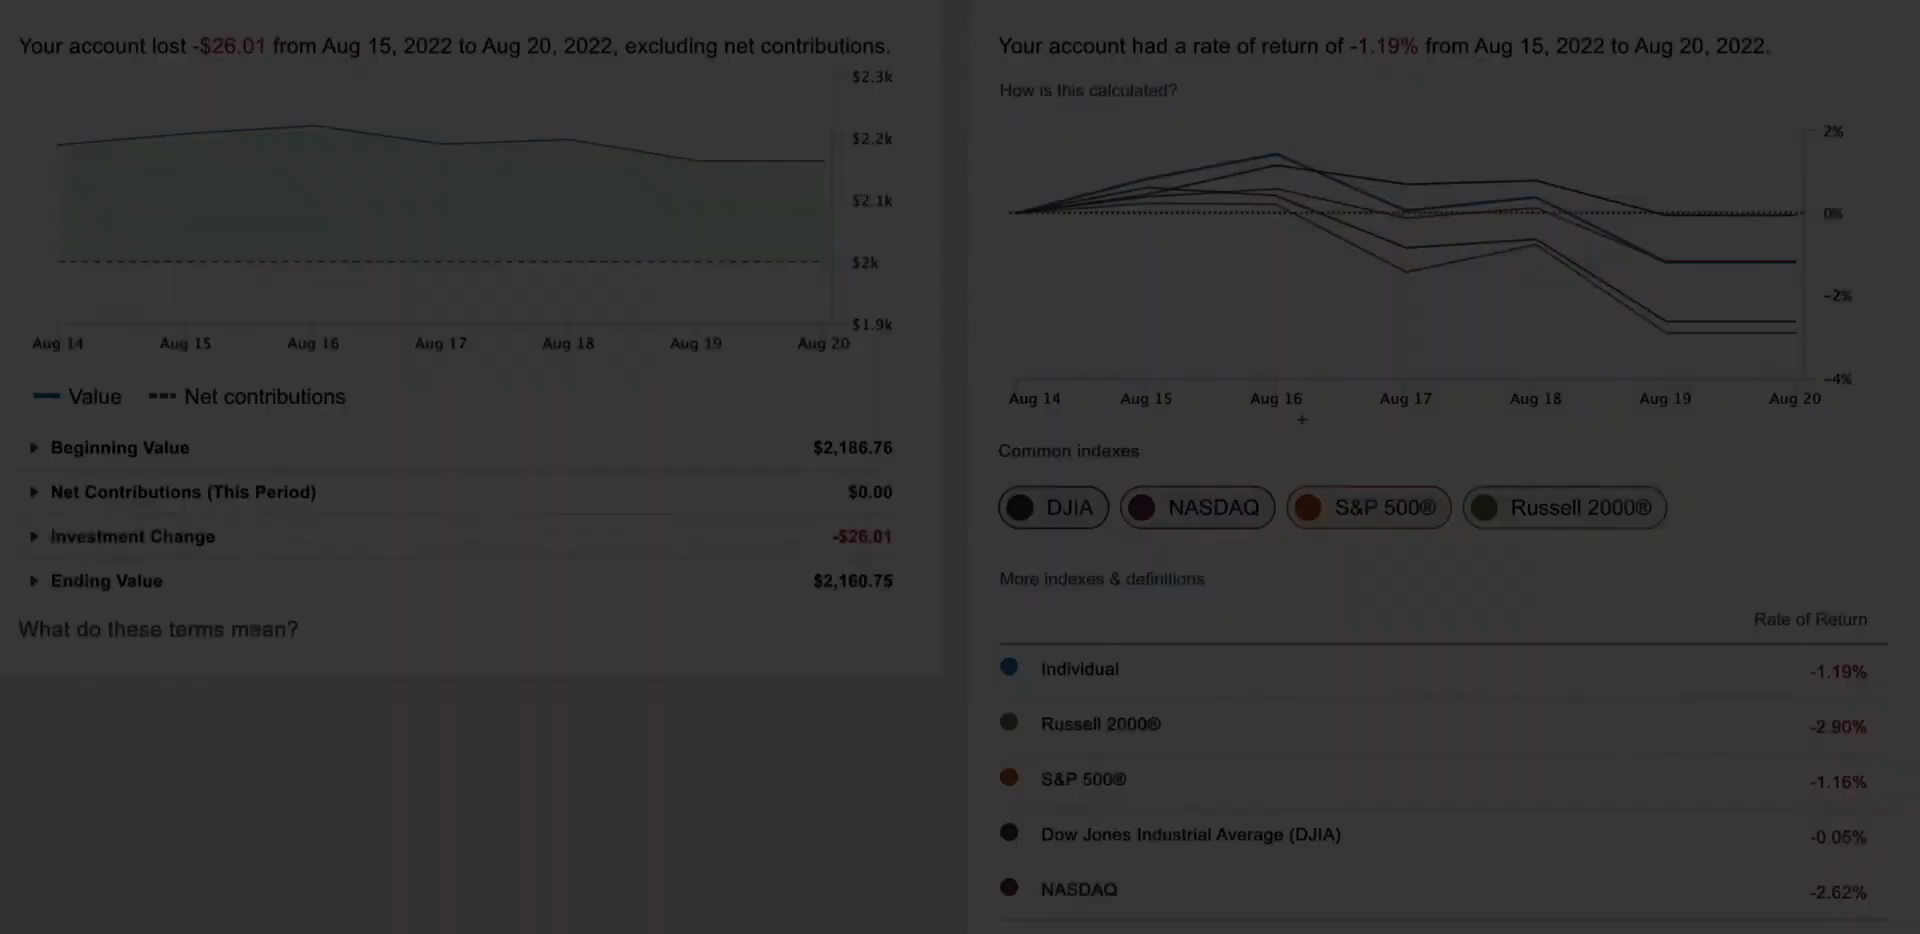 Your account lost -$26.01 from Aug 15, 2022 to Aug 20, 2022, excluding net contributions.
$2.3k
$2.2k
$2.1k
$2k
$1.9k
Aug 14 Aug 15 Aug 16 Aug 17 Aug 18 Aug 19 Aug 20
Value Net contributions
Beginning Value $2,186.76
Net Contributions (This Period) $0.00
Investment Change -$26.01
Ending Value $2,160.75
What do these terms mean?
Your account had a rate of return of -1.19% from Aug 15, 2022 to Aug 20, 2022.
How is this calculated?
2%
0%
-2%
-4%
Aug 14 Aug 15 Aug 16 Aug 17 Aug 18 Aug 19 Aug 20
Common indexes
DJIA NASDAQ S&P 500® Russell 2000®
More indexes & definitions
Rate of Return
Individual -1.19%
Russell 2000® -2.90%
S&P 500® -1.16%
Dow Jones Industrial Average (DJIA) -0.05%
NASDAQ -2.62%